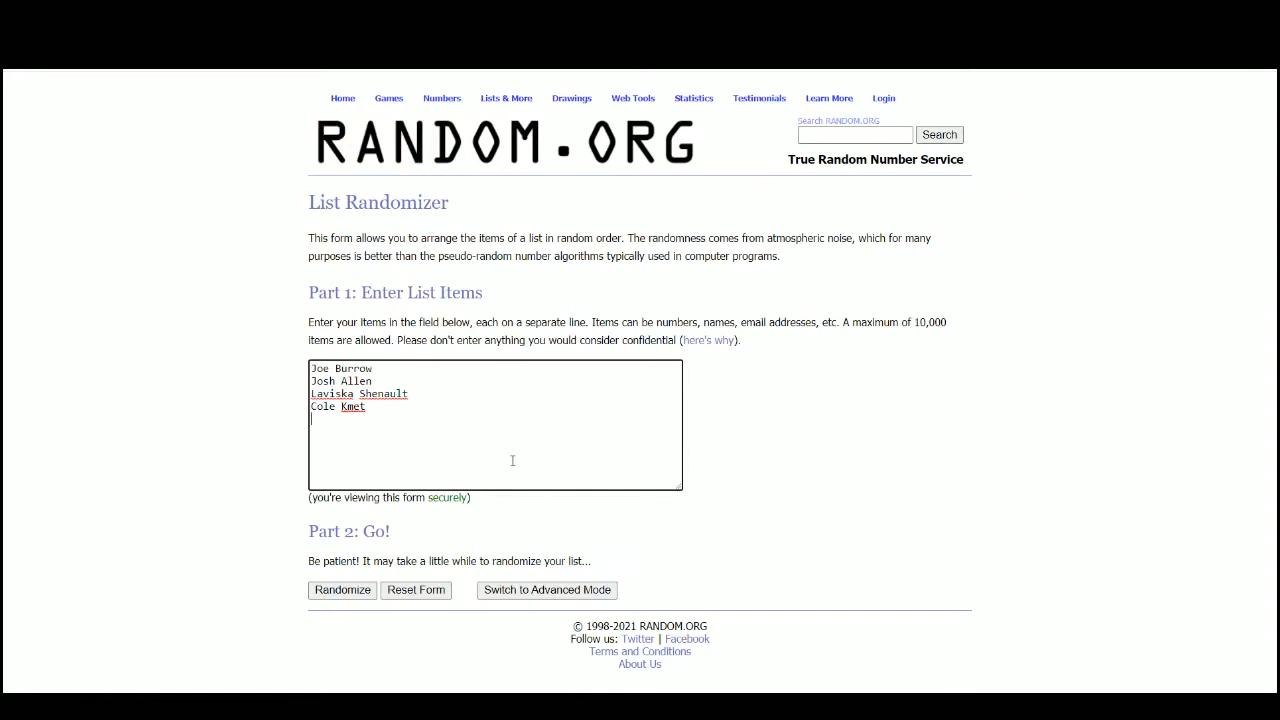 Home Games Numbers Lists & More Drawings Web Tools Statistics Testimonials Learn More Login
RANDOM.ORG
Search RANDOM.ORG
Search
True Random Number Service
List Randomizer
This form allows you to arrange the items of a list in random order. The randomness comes from atmospheric noise, which for many
purposes is better than the pseudo-random number algorithms typically used in computer programs.
Part 1: Enter List Items
Enter your items in the field below, each on a separate line. Items can be numbers, names, email addresses, etc. A maximum of 10,000
items are allowed. Please don't enter anything you would consider confidential (here's why).
Joe Burrow
Josh Allen
Laviska Shenault
Cole Kmet
(you're viewing this form securely)
Part 2: Go!
Be patient! It may take a little while to randomize your list...
Randomize Reset Form Switch to Advanced Mode
© 1998-2021 RANDOM.ORG
Follow us: Twitter | Facebook
Terms and Conditions
About Us